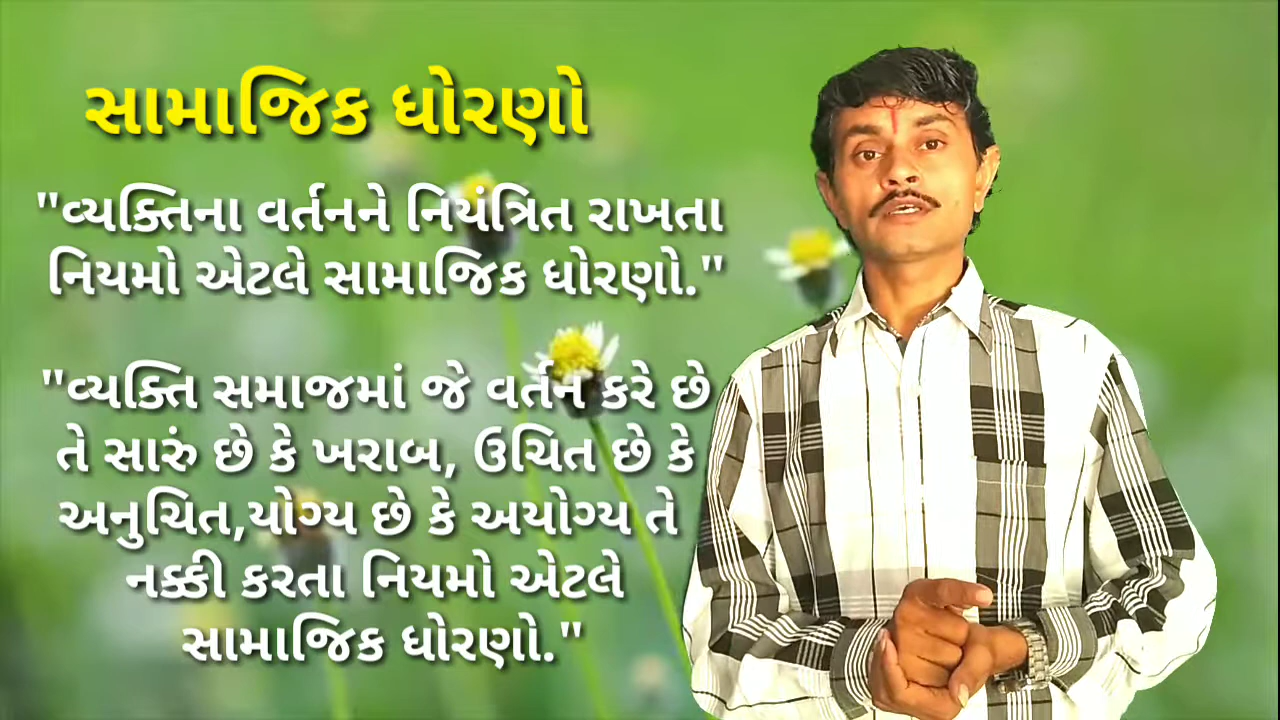 સામાજિક ધોરણો
"વ્યક્તિના વર્તનને નિયંત્રિત રાખતા
નિયમો એટલે સામાજિક ધોરણો."
"વ્યક્તિ સમાજમાં જે વર્તન કરે છે
તે સારું છે કે ખરાબ, ઉચિત છે કે
અનુચિત,યોગ્ય છે કે અયોગ્ય તે
નક્કી કરતા નિયમો એટલે
સામાજિક ધોરણો."